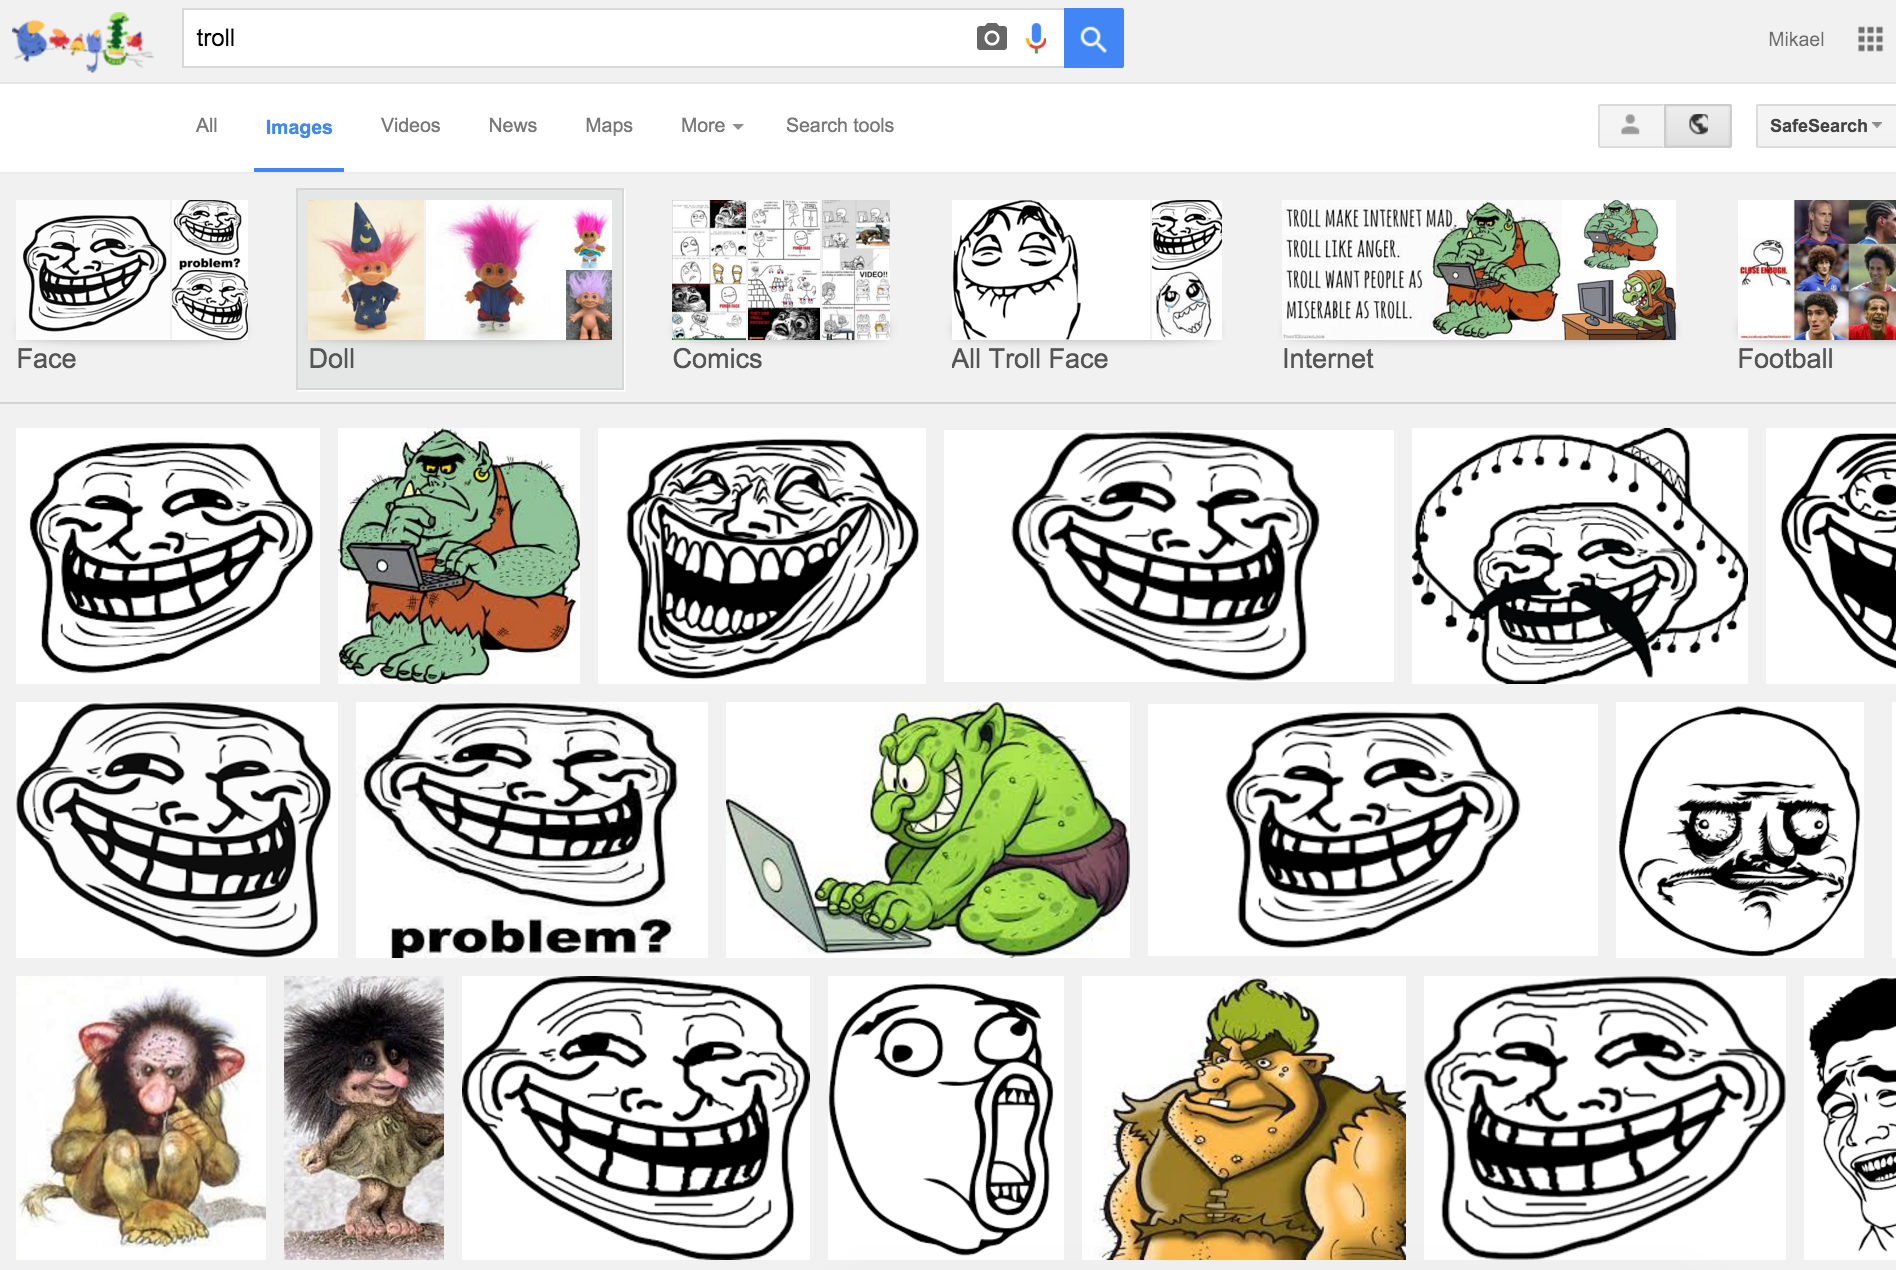 troll
Mikael
All
Images
Videos
News
Maps
More
Search tools
SafeSearch
problem?
VIDEO!!
TROLL MAKE INTERNET MAD,
TROLL LIKE ANGER.
TROLL WANT PEOPLE AS
MISERABLE AS TROLL.
CLOSE ENOUGH.
Face
Doll
Comics
All Troll Face
Internet
Football
problem?